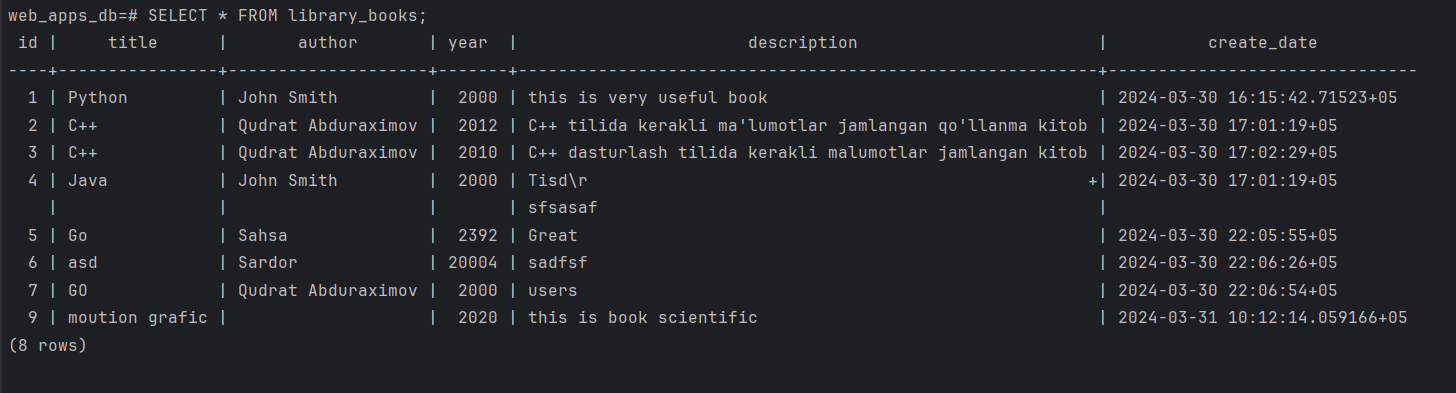 web_apps_db=# SELECT * FROM library_books;
 id |     title      |       author       | year  |                       description                        |          create_date
----+----------------+--------------------+-------+----------------------------------------------------------+-------------------------------
  1 | Python         | John Smith         |  2000 | this is very useful book                                 | 2024-03-30 16:15:42.71523+05
  2 | C++            | Qudrat Abduraximov |  2012 | C++ tilida kerakli ma'lumotlar jamlangan qo'llanma kitob | 2024-03-30 17:01:19+05
  3 | C++            | Qudrat Abduraximov |  2010 | C++ dasturlash tilida kerakli malumotlar jamlangan kitob | 2024-03-30 17:02:29+05
  4 | Java           | John Smith         |  2000 | Tisd\r                                                  +| 2024-03-30 17:01:19+05
    |                |                    |       | sfsasaf                                                  |
  5 | Go             | Sahsa              |  2392 | Great                                                    | 2024-03-30 22:05:55+05
  6 | asd            | Sardor             | 20004 | sadfsf                                                   | 2024-03-30 22:06:26+05
  7 | GO             | Qudrat Abduraximov |  2000 | users                                                    | 2024-03-30 22:06:54+05
  9 | moution grafic |                    |  2020 | this is book scientific                                  | 2024-03-31 10:12:14.059166+05
(8 rows)